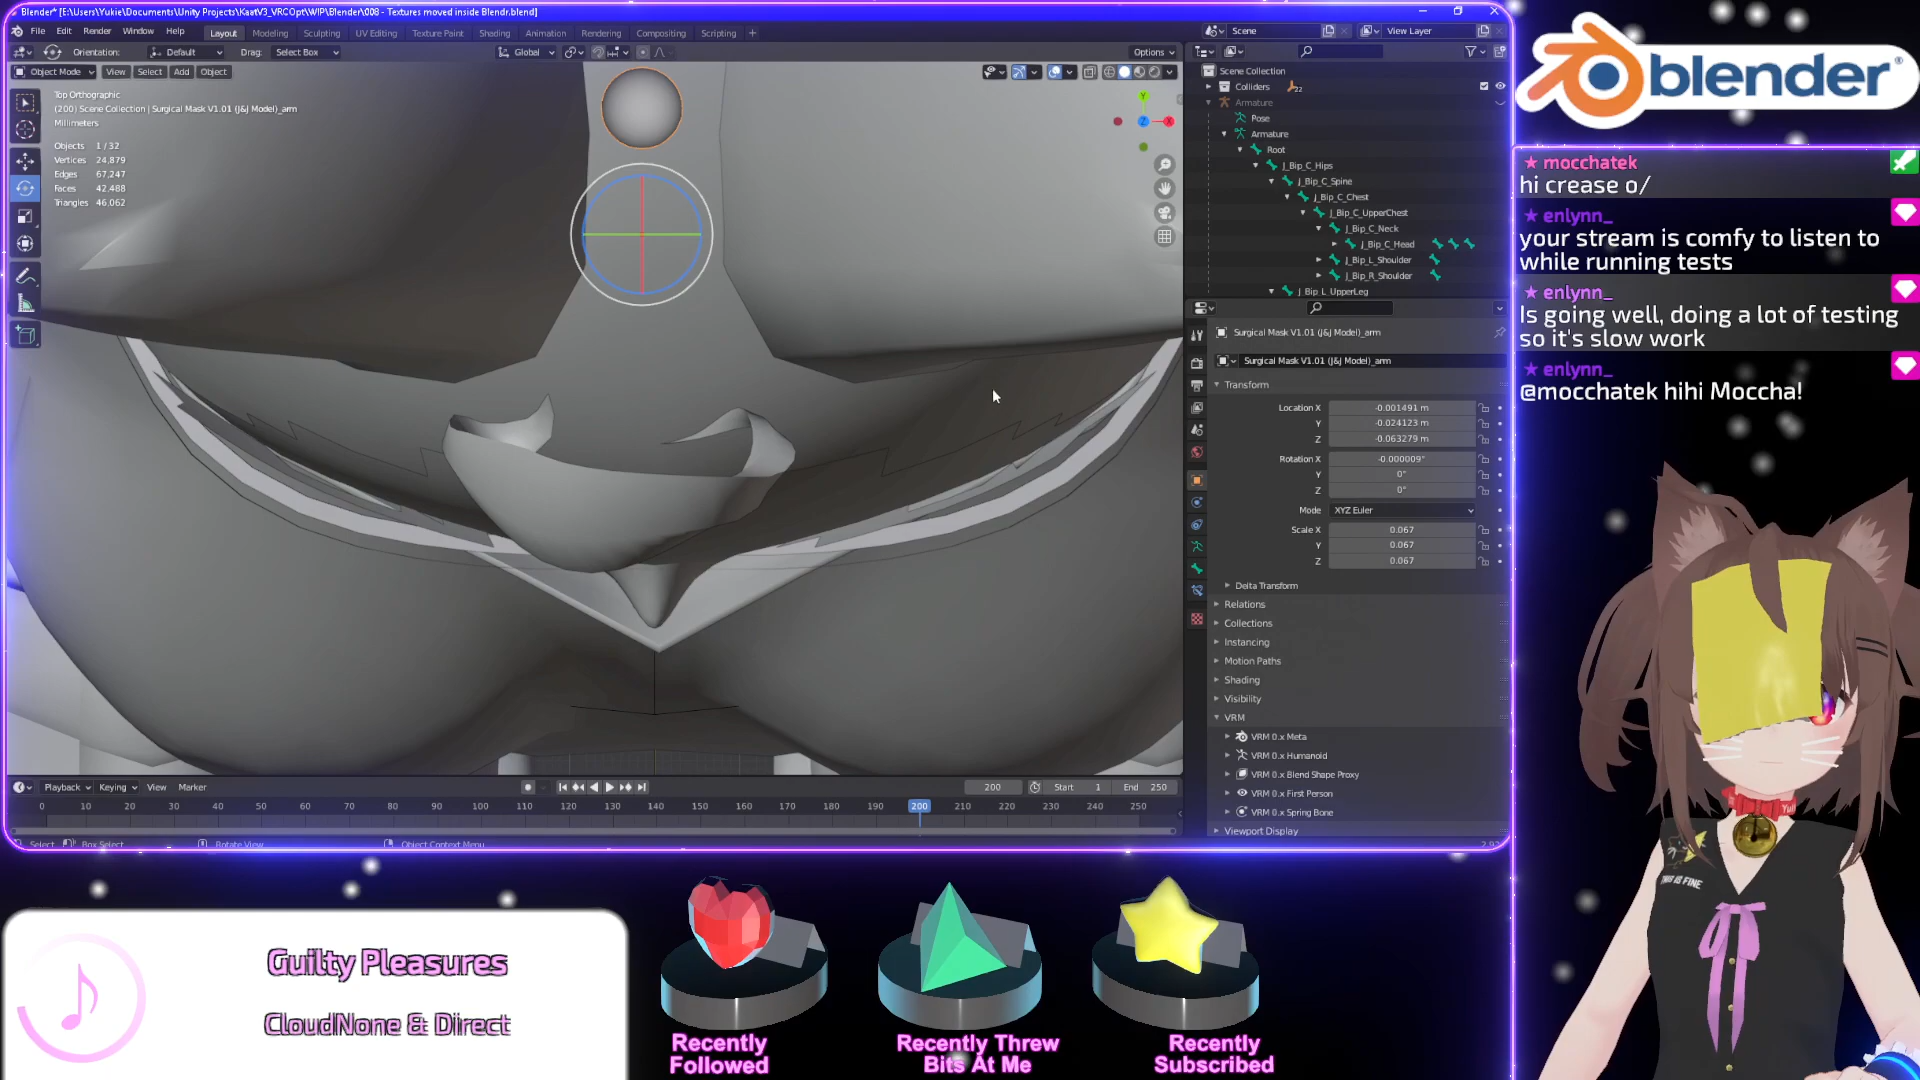 Blender* [E:\Users\Yukie\Documents\Unity Projects\KaatV3_VRCOpt\WIP\Blender\008 - Textures moved inside Blendr.blend]
File Edit Render Window Help Layout Modeling Sculpting UV Editing Texture Paint Shading Animation Rendering Compositing Scripting +
Scene View Layer
Orientation: Default Drag: Select Box Global Options
Object Mode View Select Add Object
Top Orthographic
(200) Scene Collection | Surgical Mask V1.01 (J&J Model)_arm
Millimeters
Objects 1 / 32
Vertices 24,879
Edges 67,247
Faces 42,488
Triangles 46,062
Y
Z X
Scene Collection
Colliders 22
Armature
Pose
Armature
Root
J_Bip_C_Hips
J_Bip_C_Spine
J_Bip_C_Chest
J_Bip_C_UpperChest
J_Bip_C_Neck
J_Bip_C_Head
J_Bip_L_Shoulder
J_Bip_R_Shoulder
J_Bip_L_UpperLeg
Surgical Mask V1.01 (J&J Model)_arm
Surgical Mask V1.01 (J&J Model)_arm
Transform
Location X -0.001491 m
Y -0.024123 m
Z -0.063279 m
Rotation X -0.000009°
Y 0°
Z 0°
Mode XYZ Euler
Scale X 0.067
Y 0.067
Z 0.067
Delta Transform
Relations
Collections
Instancing
Motion Paths
Shading
Visibility
VRM
VRM 0.x Meta
VRM 0.x Humanoid
VRM 0.x Blend Shape Proxy
VRM 0.x First Person
VRM 0.x Spring Bone
Viewport Display
Playback Keying View Marker 200 Start 1 End 250
0 10 20 30 40 50 60 70 80 90 100 110 120 130 140 150 160 170 180 190 200 210 220 230 240 250
Select Box Select Rotate View Object Context Menu
blender®
mocchatek
hi crease o/
enlynn_
your stream is comfy to listen to
while running tests
enlynn_
Is going well, doing a lot of testing
so it's slow work
enlynn_
@mocchatek hihi Moccha!
THIS IS FINE
Guilty Pleasures
CloudNone & Direct
Recently
Followed
Recently Threw
Bits At Me
Recently
Subscribed